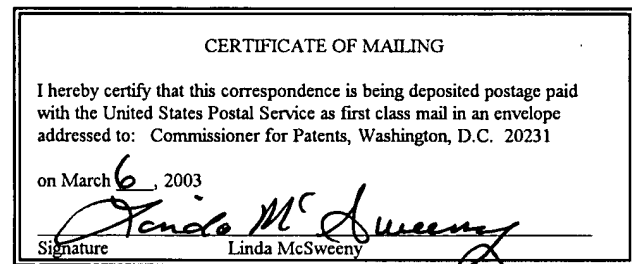 CERTIFICATE OF MAILING
I hereby certify that this correspondence is being deposited postage paid
with the United States Postal Service as first class mail in an envelope
addressed to: Commissioner for Patents, Washington, D.C. 20231
on March 6, 2003
Linda McSweeny
Signature Linda McSweeny